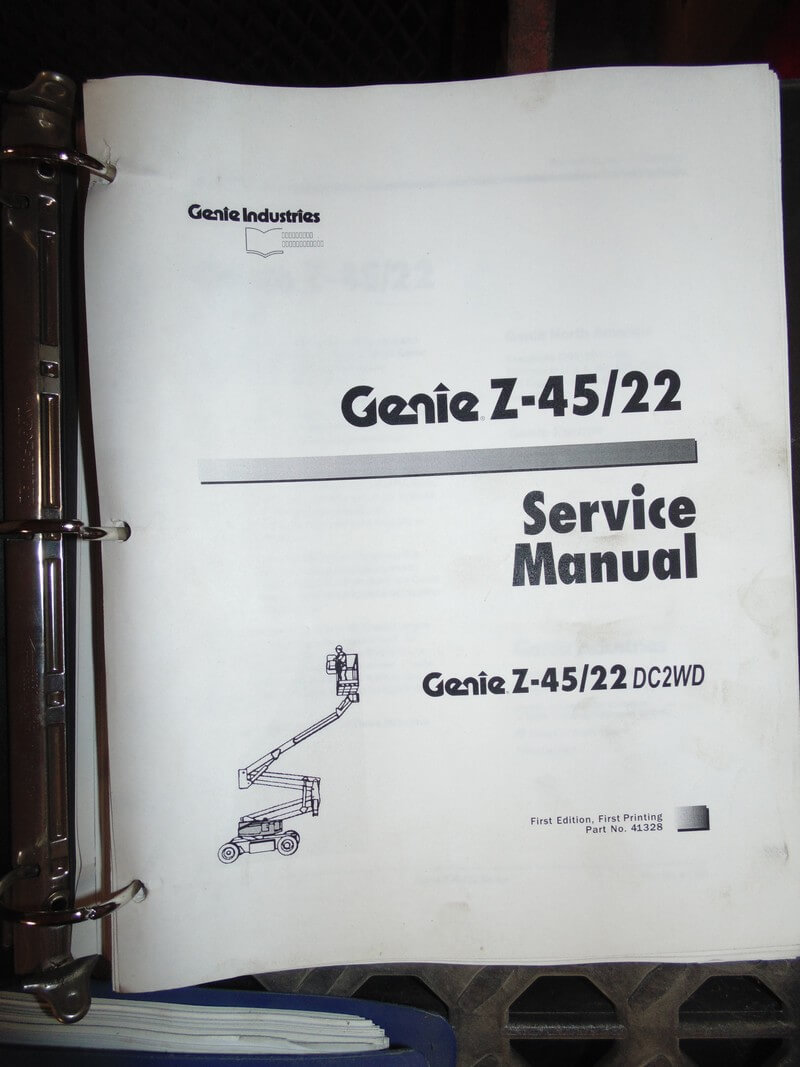 Genie Industries
Genie Z-45/22
Service
Manual
Genie Z-45/22 DC2WD
First Edition, First Printing
Part No. 41328